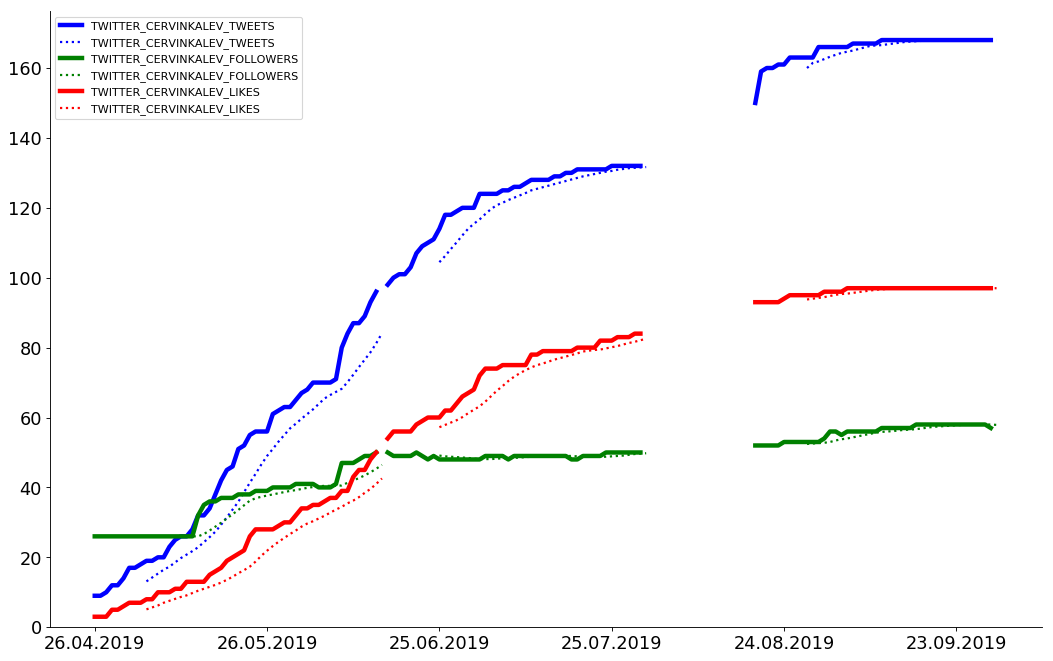 TWITTER_CERVINKALEV_TWEETS
TWITTER_CERVINKALEV_TWEETS
TWITTER_CERVINKALEV_FOLLOWERS
TWITTER_CERVINKALEV_FOLLOWERS
TWITTER_CERVINKALEV_LIKES
TWITTER_CERVINKALEV_LIKES
160
140
120
100
80
60
40
20
0
26.04.2019 26.05.2019 25.06.2019 25.07.2019 24.08.2019 23.09.2019